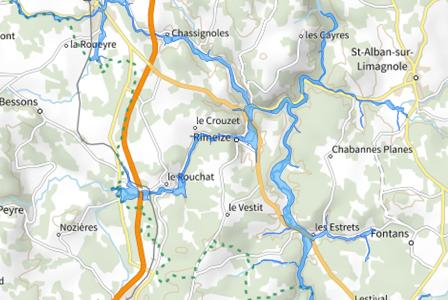 Chassignoles
les Cayres
ont
la Roueyre
St-Alban-sur-
Limagnole
Bessons
le Crouzet
Rimeize
Chabannes Planes
le Rouchat
Peyre
le Vestit
Nozières
les Estrets
Fontans
d
Lestival